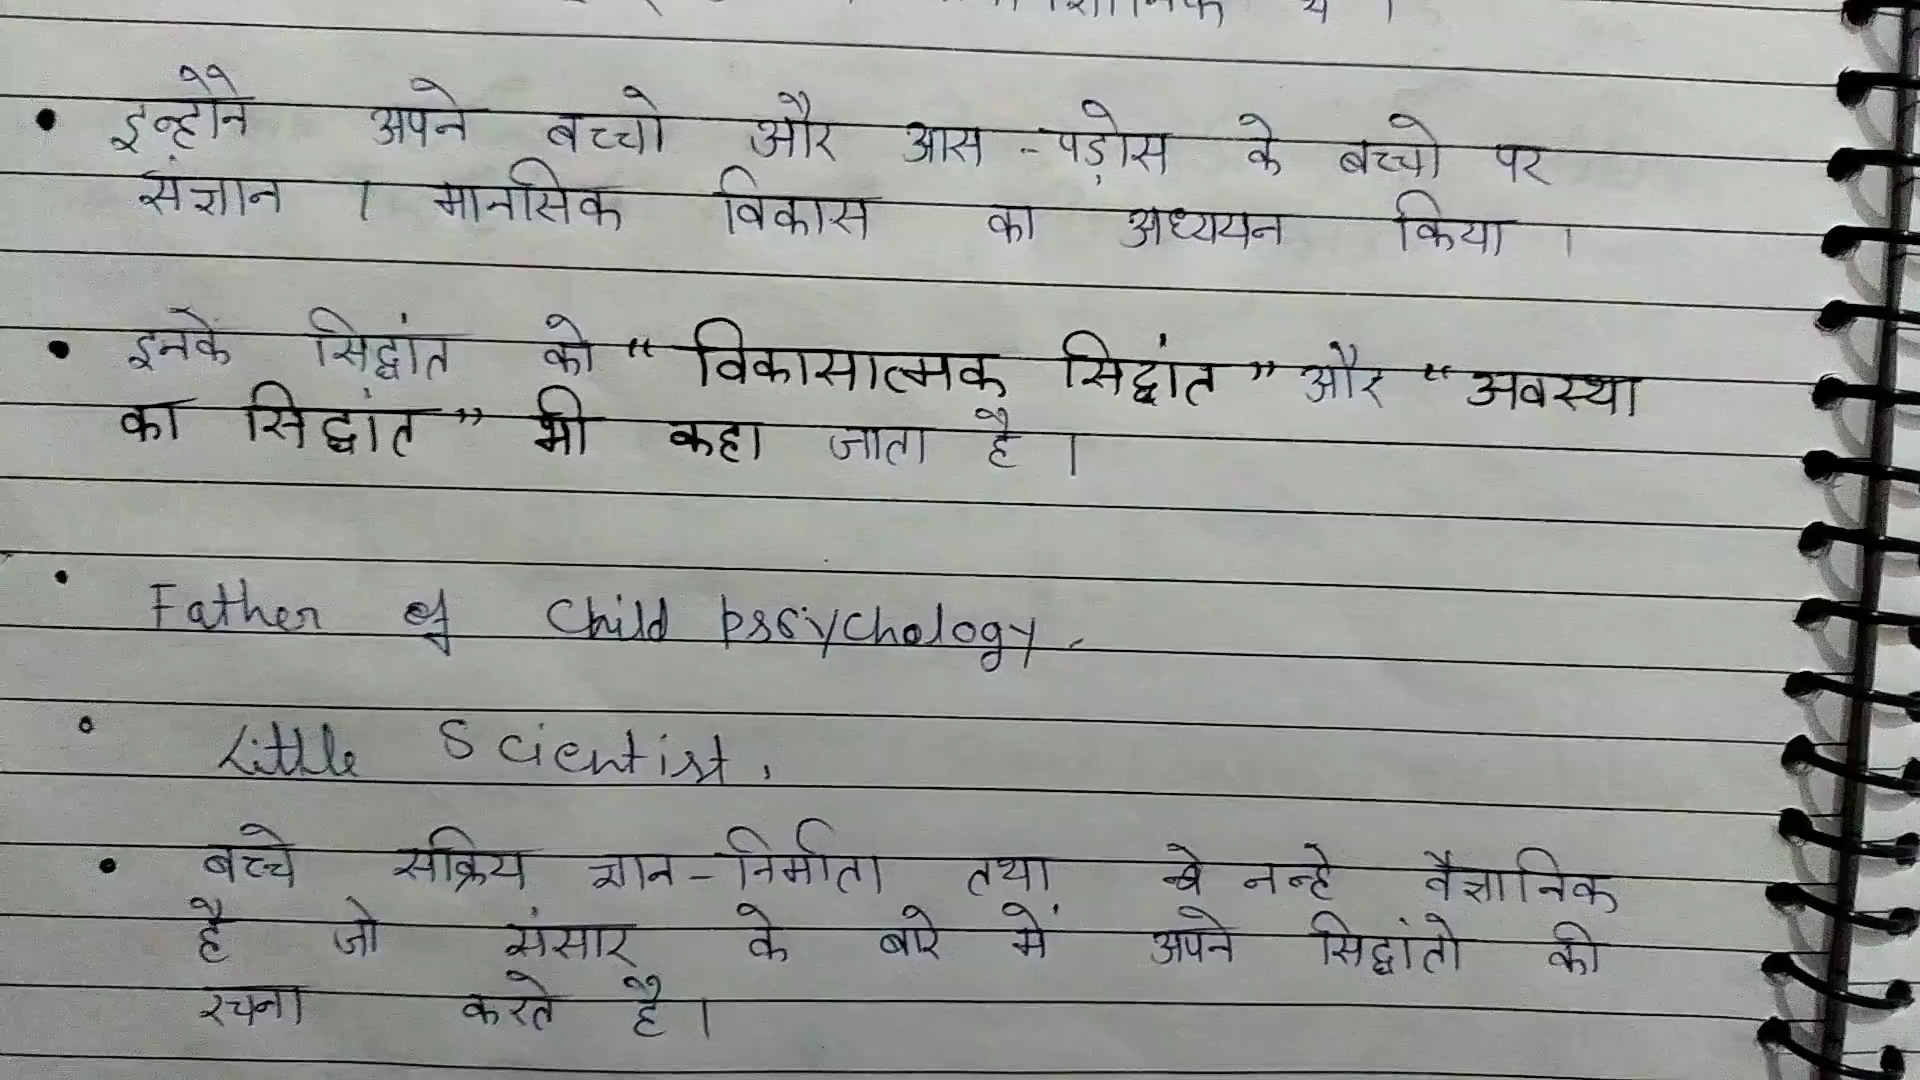 थे ।
• इन्होंने अपने बच्चो और आस-पड़ोस के बच्चो पर
संज्ञान / मानसिक विकास का अध्ययन किया ।
• इनके सिद्धांत को “ विकासात्मक सिद्धांत ” और “ अवस्था
का सिद्धांत ” भी कहा जाता है ।
• Father of Child pscychology.
• Little Scientist.
• बच्चे सक्रिय ज्ञान-निर्माता तथा वे नन्हे वैज्ञानिक
है जो संसार के बारे में अपने सिद्धांतो की
रचना करते है ।